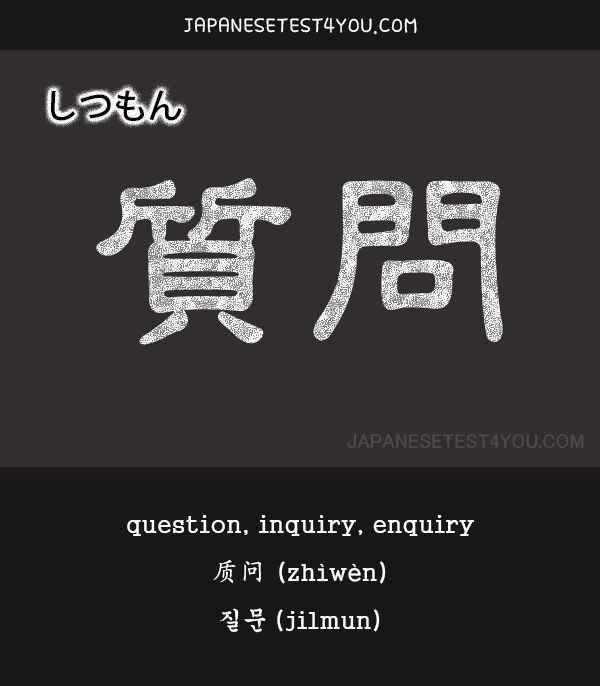 JAPANESETEST4YOU.COM
しつもん
質問
JAPANESETEST4YOU.COM
question, inquiry, enquiry
质问 (zhìwèn)
질문 (jilmun)